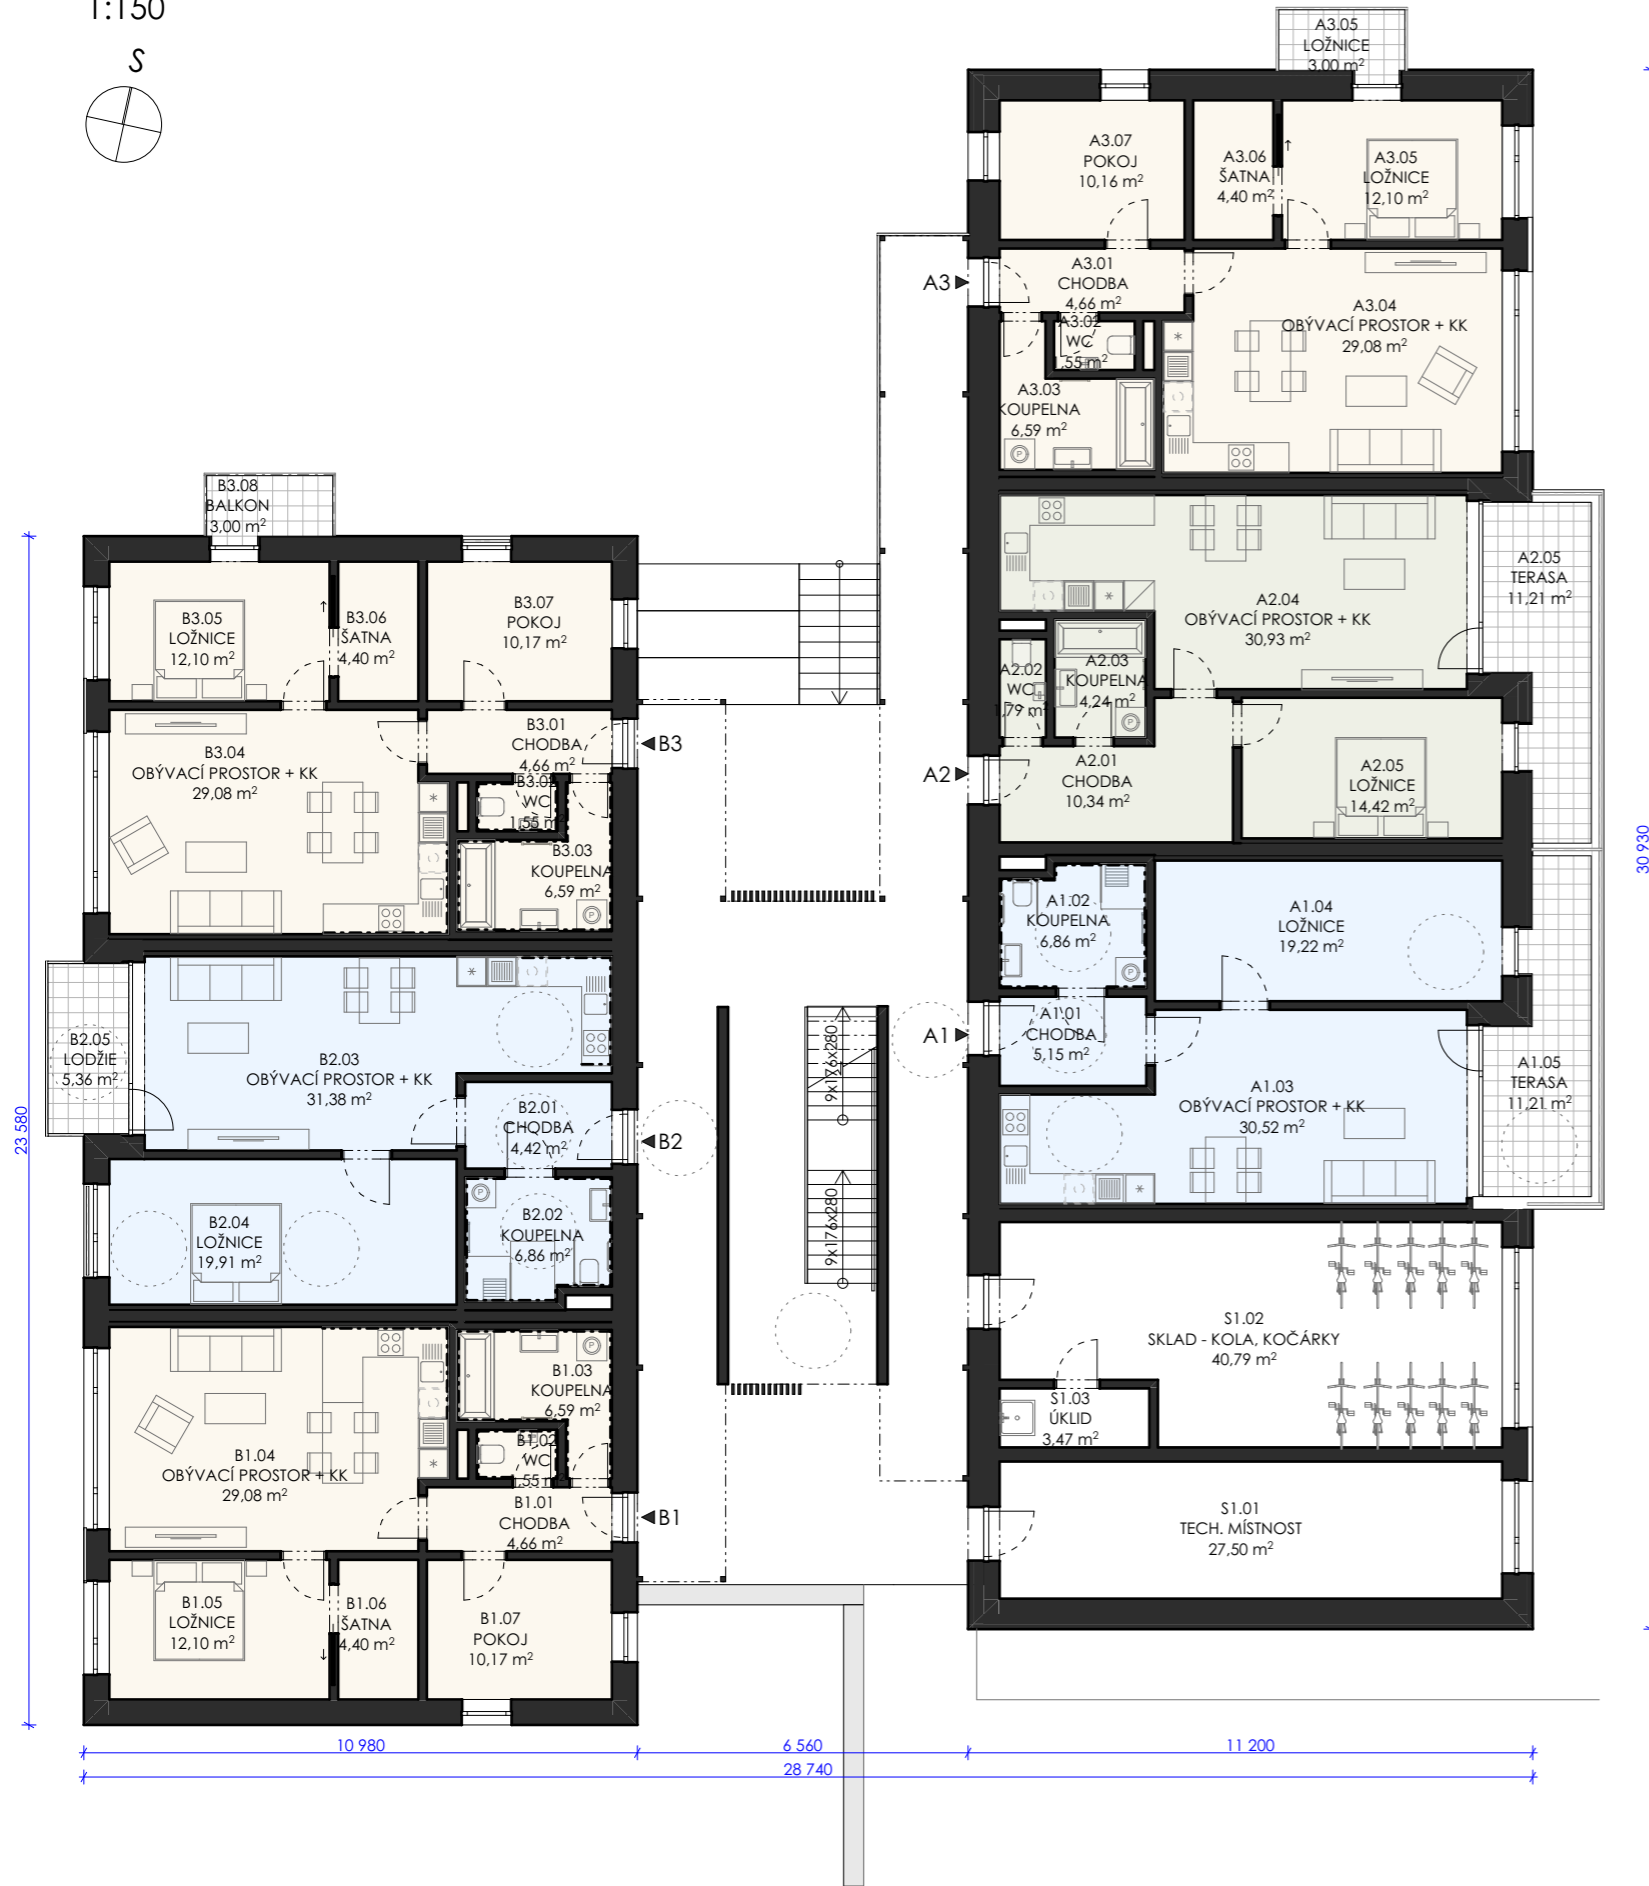 1:150
S
A3.05
LOŽNICE
3,00 m²
A3.07
POKOJ
10,16 m²
A3.06
ŠATNA
4,40 m²
A3.05
LOŽNICE
12,10 m²
A3
A3.01
CHODBA
4,66 m²
A3.02
WC
,55 m²
A3.03
KOUPELNA
6,59 m²
A3.04
OBÝVACÍ PROSTOR + KK
29,08 m²
B3.08
BALKON
3,00 m²
B3.05
LOŽNICE
12,10 m²
B3.06
ŠATNA
4,40 m²
B3.07
POKOJ
10,17 m²
B3.04
OBÝVACÍ PROSTOR + KK
29,08 m²
B3.01
CHODBA
4,66 m²
B3
B3.02
WC
1,55 m²
B3.03
KOUPELNA
6,59 m²
A2.04
OBÝVACÍ PROSTOR + KK
30,93 m²
A2.05
TERASA
11,21 m²
A2.02
WC
,79 m²
A2.03
KOUPELNA
4,24 m²
A2
A2.01
CHODBA
10,34 m²
A2.05
LOŽNICE
14,42 m²
30 930
A1.02
KOUPELNA
6,86 m²
A1.04
LOŽNICE
19,22 m²
A1
A1.01
CHODBA
5,15 m²
A1.03
OBÝVACÍ PROSTOR + KK
30,52 m²
A1.05
TERASA
11,21 m²
B2.05
LODŽIE
5,36 m²
B2.03
OBÝVACÍ PROSTOR + KK
31,38 m²
B2.01
CHODBA
4,42 m²
B2
9x176x280
9x176x280
23 580
B2.04
LOŽNICE
19,91 m²
B2.02
KOUPELNA
6,86 m²
S1.02
SKLAD - KOLA, KOČÁRKY
40,79 m²
S1.03
ÚKLID
3,47 m²
S1.01
TECH. MÍSTNOST
27,50 m²
B1.03
KOUPELNA
6,59 m²
B1.02
WC
,55 m²
B1.04
OBÝVACÍ PROSTOR + KK
29,08 m²
B1.01
CHODBA
4,66 m²
B1
B1.05
LOŽNICE
12,10 m²
B1.06
ŠATNA
4,40 m²
B1.07
POKOJ
10,17 m²
10 980
6 560
11 200
28 740